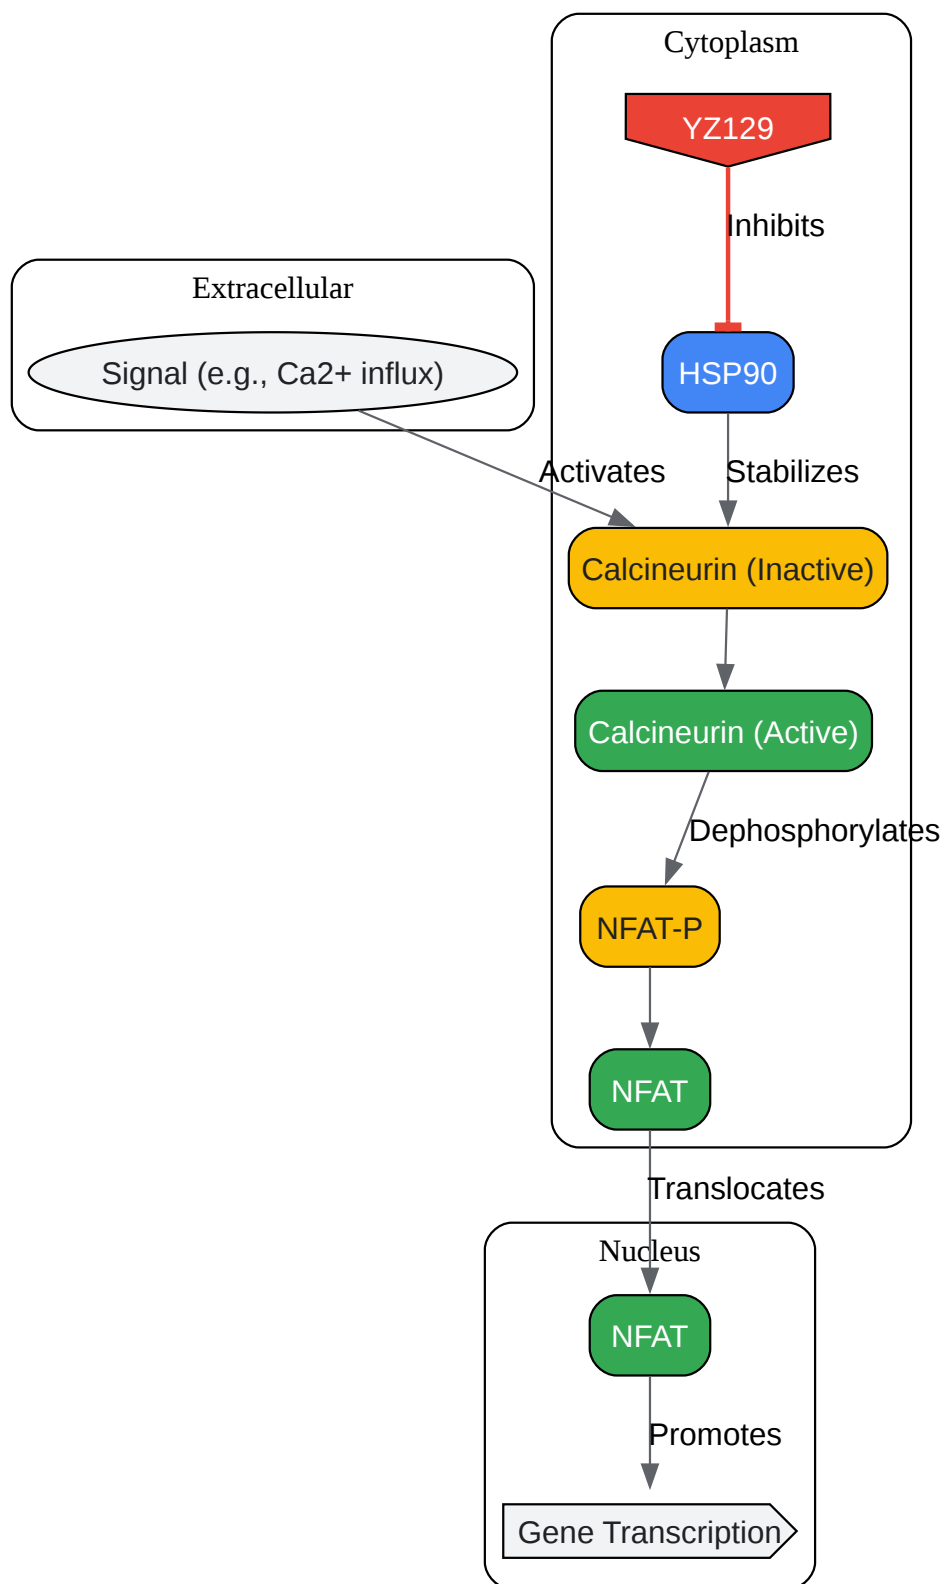 Cytoplasm
YZ129
Inhibits
Extracellular
Signal (e.g., Ca2+ influx)
HSP90
Activates
Stabilizes
Calcineurin (Inactive)
Calcineurin (Active)
Dephosphorylates
NFAT-P
NFAT
Translocates
Nucleus
NFAT
Promotes
Gene Transcription